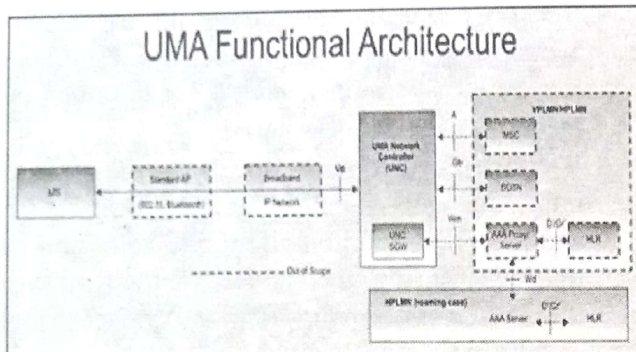 UMA Functional Architecture
VPLMN/HPLMN
A
MSC
UMA Network
Controller
(UNC)
Gb
SGSN
MS
Standard AP
(802.11, Bluetooth)
Broadband
IP Network
Up
UNC
SGW
Wm
AAA Proxy/
Server
D'/Gr'
HLR
Out of Scope
Wd
HPLMN (roaming case)
AAA Server
D'/Gr'
HLR